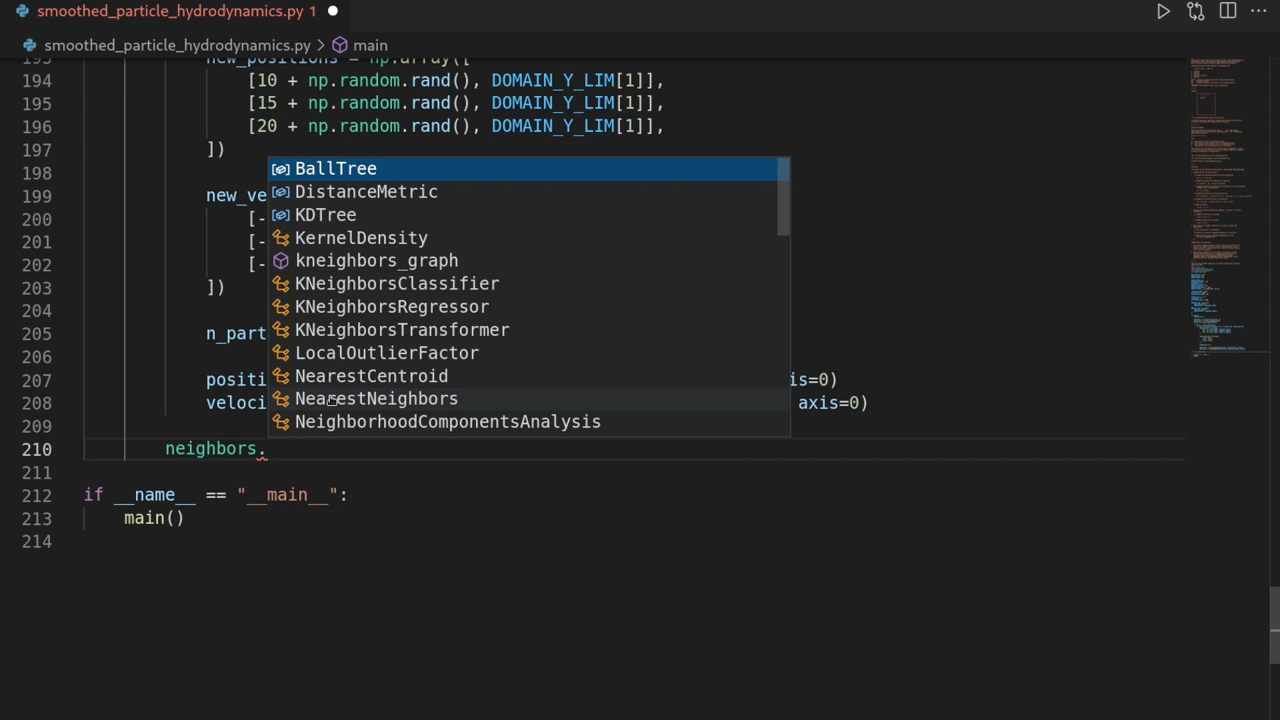 smoothed_particle_hydrodynamics.py 1
smoothed_particle_hydrodynamics.py > main
193 new_positions = np.array([
194 [10 + np.random.rand(), DOMAIN_Y_LIM[1]],
195 [15 + np.random.rand(), DOMAIN_Y_LIM[1]],
196 [20 + np.random.rand(), DOMAIN_Y_LIM[1]],
197 ])
198
BallTree
DistanceMetric
KDTree
KernelDensity
kneighbors_graph
KNeighborsClassifier
KNeighborsRegressor
KNeighborsTransformer
LocalOutlierFactor
NearestCentroid
NearestNeighbors
NeighborhoodComponentsAnalysis
199 new_ve
200 [-
201 [-
202 [-
203 ])
204
205 n_part
206
207 positi is=0)
208 veloci axis=0)
209
210 neighbors.
211
212 if __name__ == "__main__":
213 main()
214